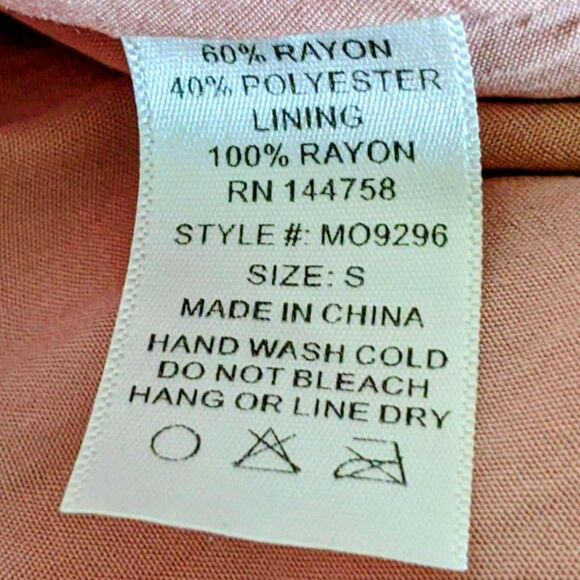 60% RAYON
40% POLYESTER
LINING
100% RAYON
RN 144758
STYLE #: MO9296
SIZE: S
MADE IN CHINA
HAND WASH COLD
DO NOT BLEACH
HANG OR LINE DRY